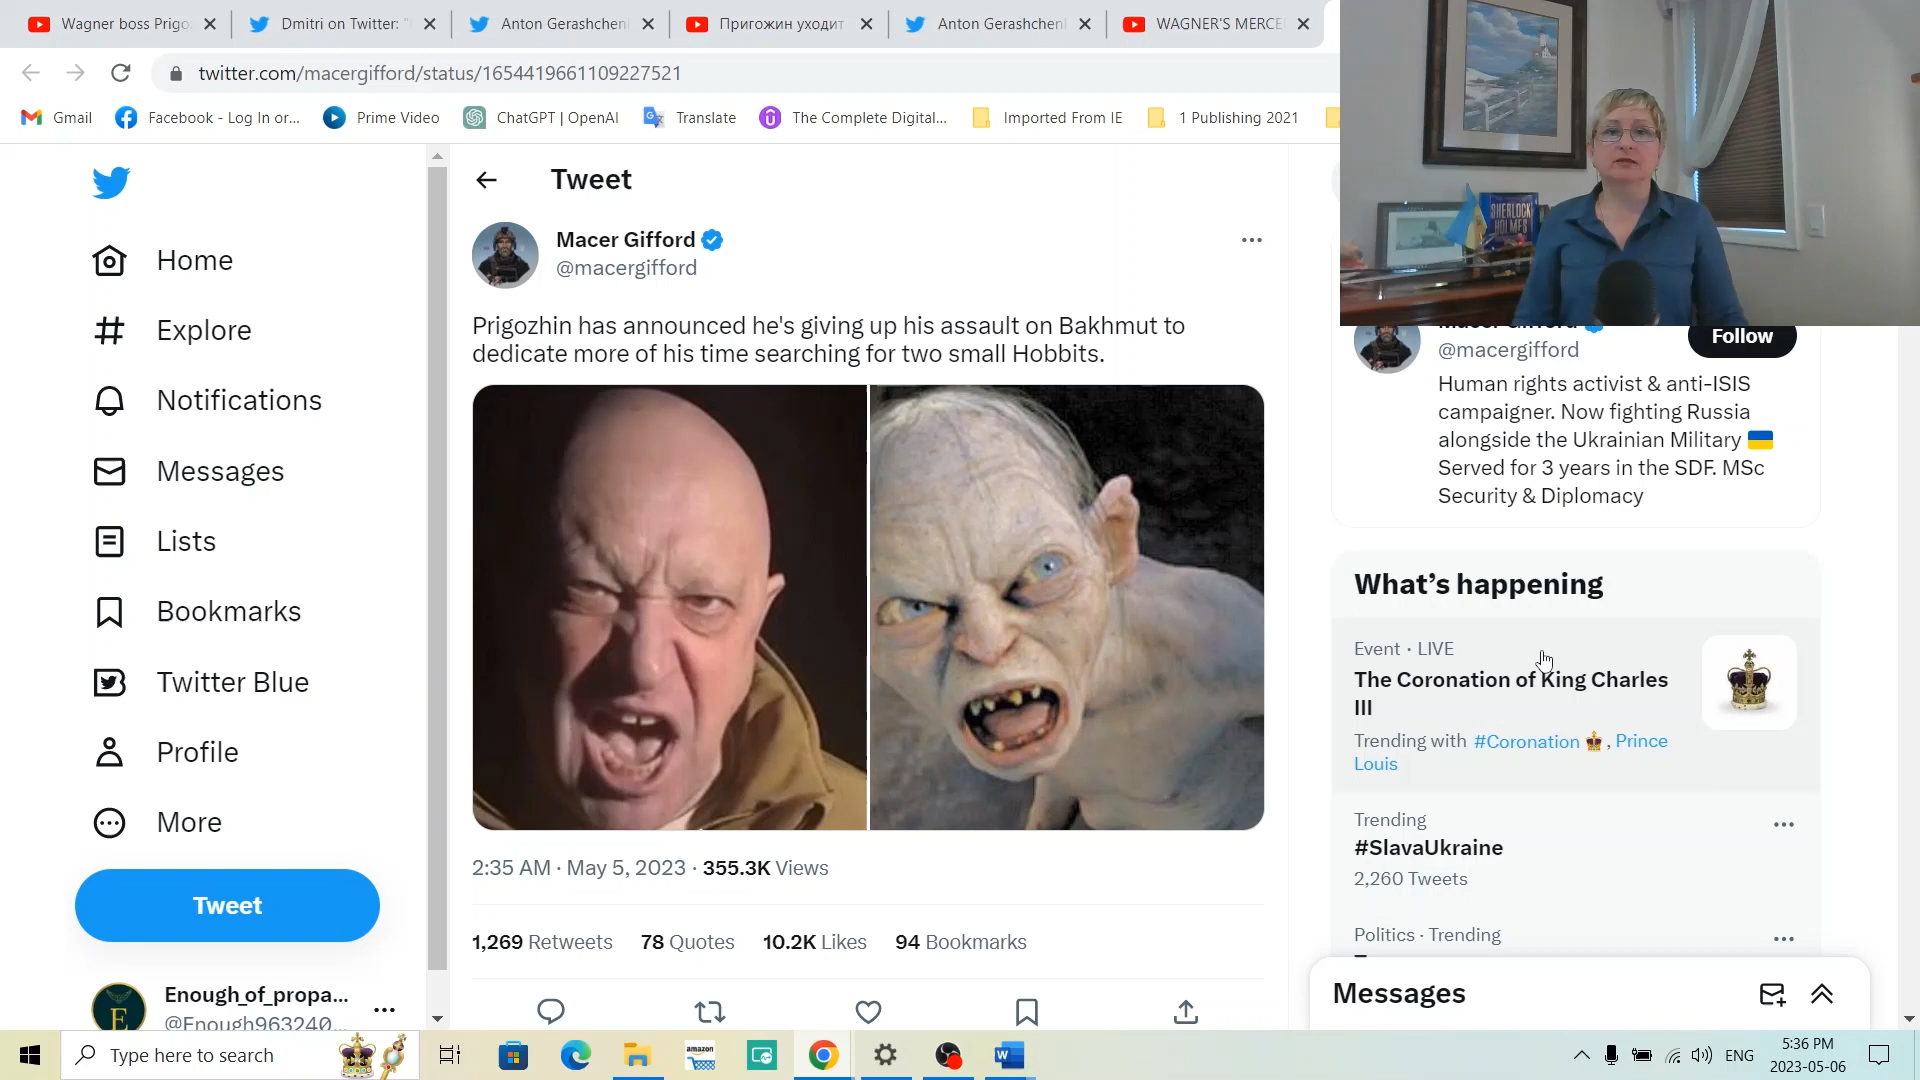 Wagner boss Prigo
Dmitri on Twitter: "
Anton Gerashchen
Пригожин уходит
Anton Gerashchen
WAGNER'S MERCE
twitter.com/macergifford/status/1654419661109227521
Gmail
Facebook - Log In or...
Prime Video
ChatGPT | OpenAI
Translate
The Complete Digital...
Imported From IE
1 Publishing 2021
SHERLOCK
HOLMES
Home
Explore
Notifications
Messages
Lists
Bookmarks
Twitter Blue
Profile
More
Tweet
Enough_of_propa...
@Enough963240...
Tweet
Macer Gifford
@macergifford
Prigozhin has announced he's giving up his assault on Bakhmut to
dedicate more of his time searching for two small Hobbits.
2:35 AM · May 5, 2023 · 355.3K Views
1,269 Retweets 78 Quotes 10.2K Likes 94 Bookmarks
Macer Gifford
@macergifford
Follow
Human rights activist & anti-ISIS
campaigner. Now fighting Russia
alongside the Ukrainian Military
Served for 3 years in the SDF. MSc
Security & Diplomacy
What's happening
Event · LIVE
The Coronation of King Charles
III
Trending with #Coronation , Prince
Louis
Trending
#SlavaUkraine
2,260 Tweets
Politics · Trending
Messages
Type here to search
amazon
ENG
5:36 PM
2023-05-06